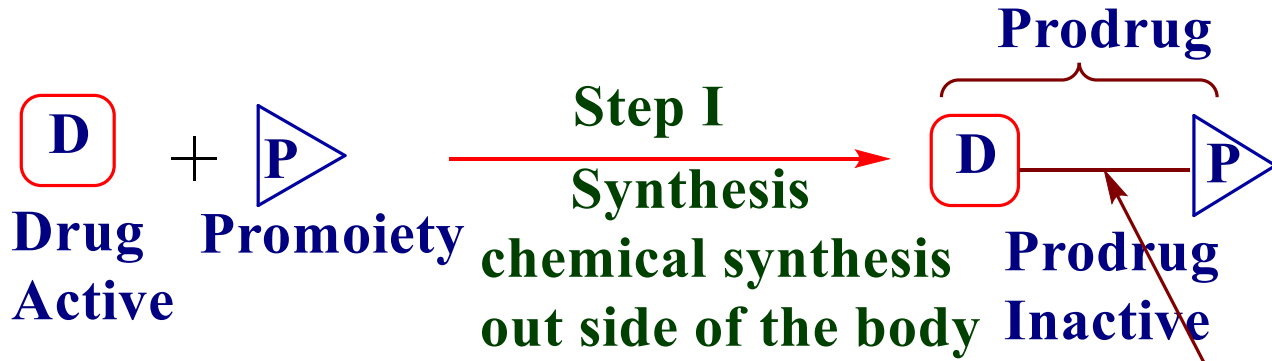 Prodrug
D
+
P
Step I
D
P
Synthesis
Drug
Active
Promoiety
chemical synthesis
out side of the body
Prodrug
Inactive